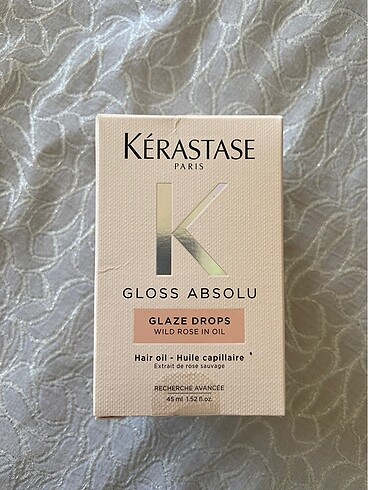 KÉRASTASE
PARIS
K
GLOSS ABSOLU
GLAZE DROPS
WILD ROSE IN OIL
Hair oil - Huile capillaire
Extrait de rose sauvage
RECHERCHE AVANCÉE
45 ml 1.52 fl.oz.